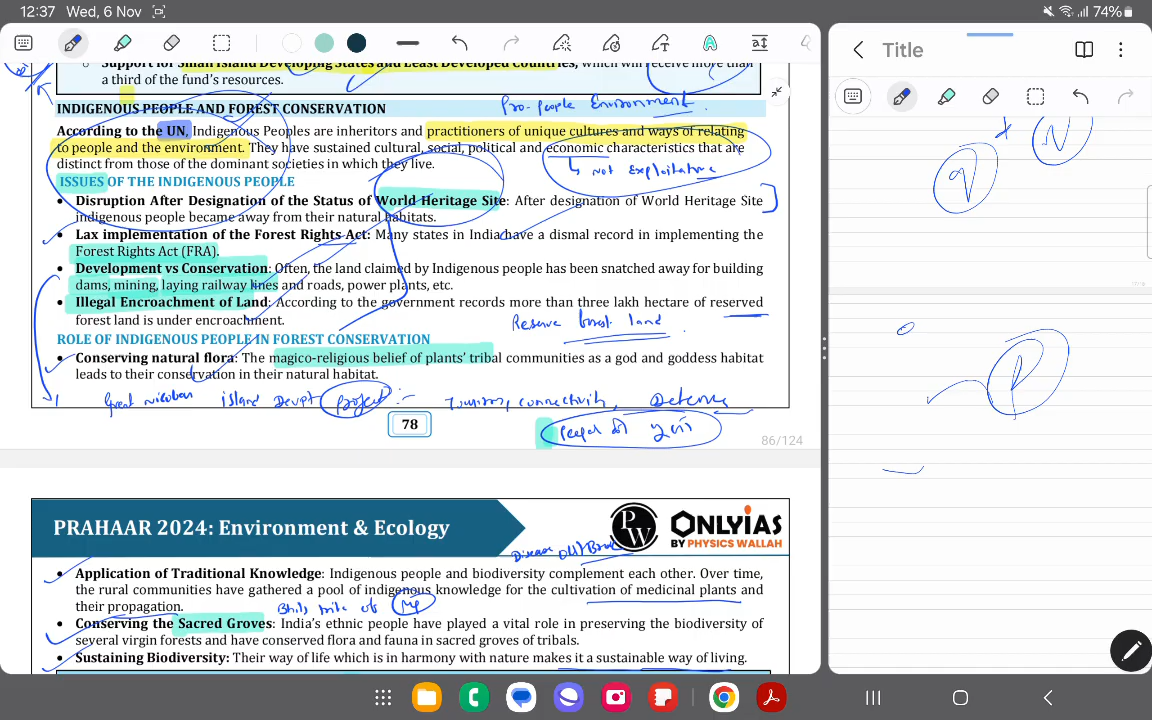 12:37 Wed, 6 Nov
74%
Title
Support for Small Island Developing States and Least Developed Countries, which will receive more than
a third of the fund's resources.
Pro-people Environment
INDIGENOUS PEOPLE AND FOREST CONSERVATION
According to the UN, Indigenous Peoples are inheritors and practitioners of unique cultures and ways of relating
to people and the environment. They have sustained cultural, social, political and economic characteristics that are
distinct from those of the dominant societies in which they live.
↳ Not exploitative
ISSUES OF THE INDIGENOUS PEOPLE
• Disruption After Designation of the Status of World Heritage Site: After designation of World Heritage Site
indigenous people became away from their natural habitats.
• Lax implementation of the Forest Rights Act: Many states in India have a dismal record in implementing the
Forest Rights Act (FRA).
• Development vs Conservation: Often, the land claimed by Indigenous people has been snatched away for building
dams, mining, laying railway lines and roads, power plants, etc.
• Illegal Encroachment of Land: According to the government records more than three lakh hectare of reserved
forest land is under encroachment.
Reserve forest land
ROLE OF INDIGENOUS PEOPLE IN FOREST CONSERVATION
• Conserving natural flora: The magico-religious belief of plants' tribal communities as a god and goddess habitat
leads to their conservation in their natural habitat.
Great nicobar island Devpt project :- Tourism, connectivity, Defense
78
86/124
PRAHAAR 2024: Environment & Ecology
PW
ONLYIAS
BY PHYSICS WALLAH
• Application of Traditional Knowledge: Indigenous people and biodiversity complement each other. Over time,
the rural communities have gathered a pool of indigenous knowledge for the cultivation of medicinal plants and
their propagation.
Bhils tribe of MP
• Conserving the Sacred Groves: India's ethnic people have played a vital role in preserving the biodiversity of
several virgin forests and have conserved flora and fauna in sacred groves of tribals.
• Sustaining Biodiversity: Their way of life which is in harmony with nature makes it a sustainable way of living.